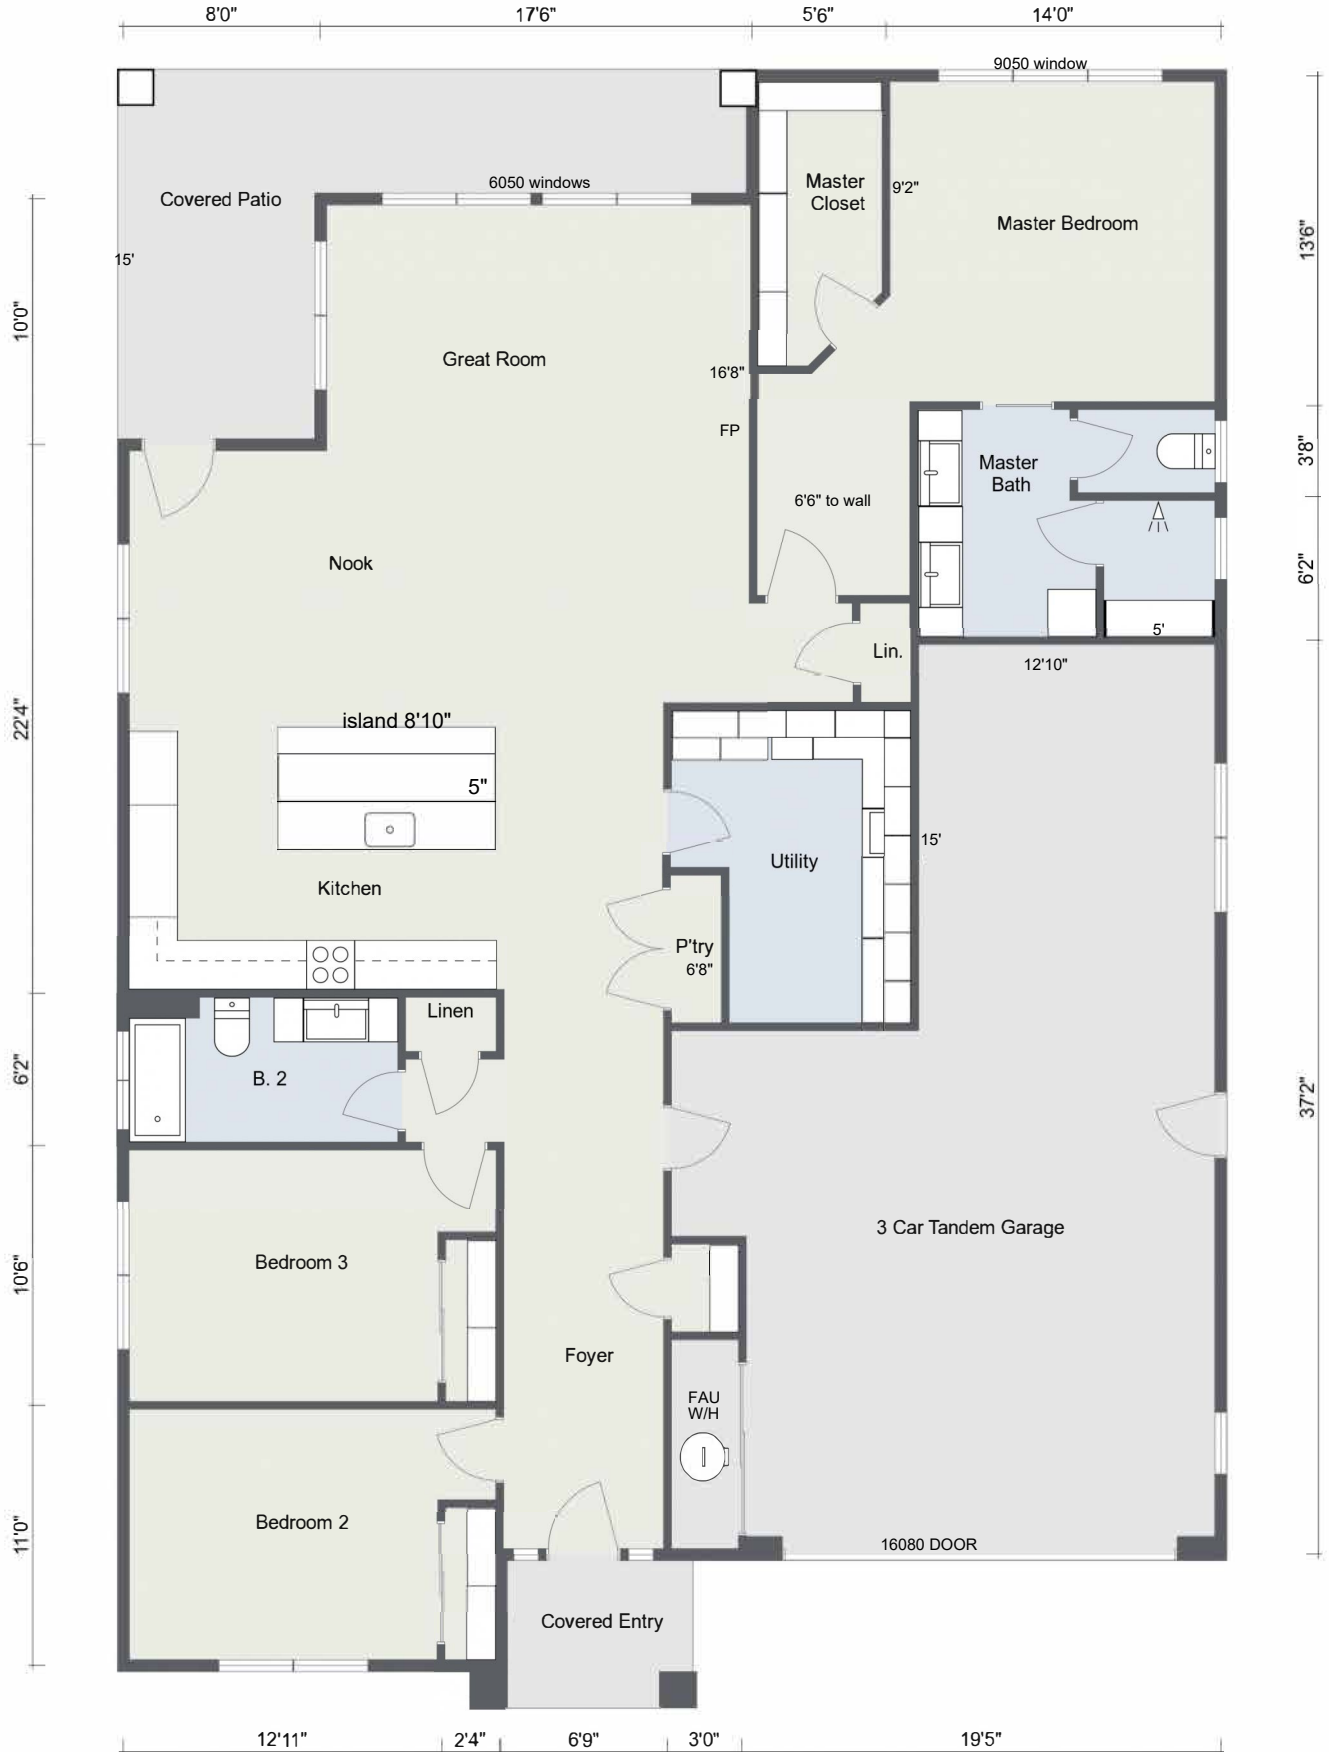 8'0" 17'6" 5'6" 14'0"
9050 window
6050 windows
Covered Patio
Master
Closet
9'2"
Master Bedroom
13'6"
15'
10'0"
Great Room
16'8"
FP
Master
Bath
3'8"
6'6" to wall
Nook
6'2"
5'
Lin.
12'10"
22'4"
island 8'10"
5"
15'
Utility
Kitchen
P'try
6'8"
Linen
B. 2
6'2"
37'2"
3 Car Tandem Garage
Bedroom 3
10'6"
Foyer
FAU
W/H
Bedroom 2
11'0"
16080 DOOR
Covered Entry
12'11" 2'4" 6'9" 3'0" 19'5"